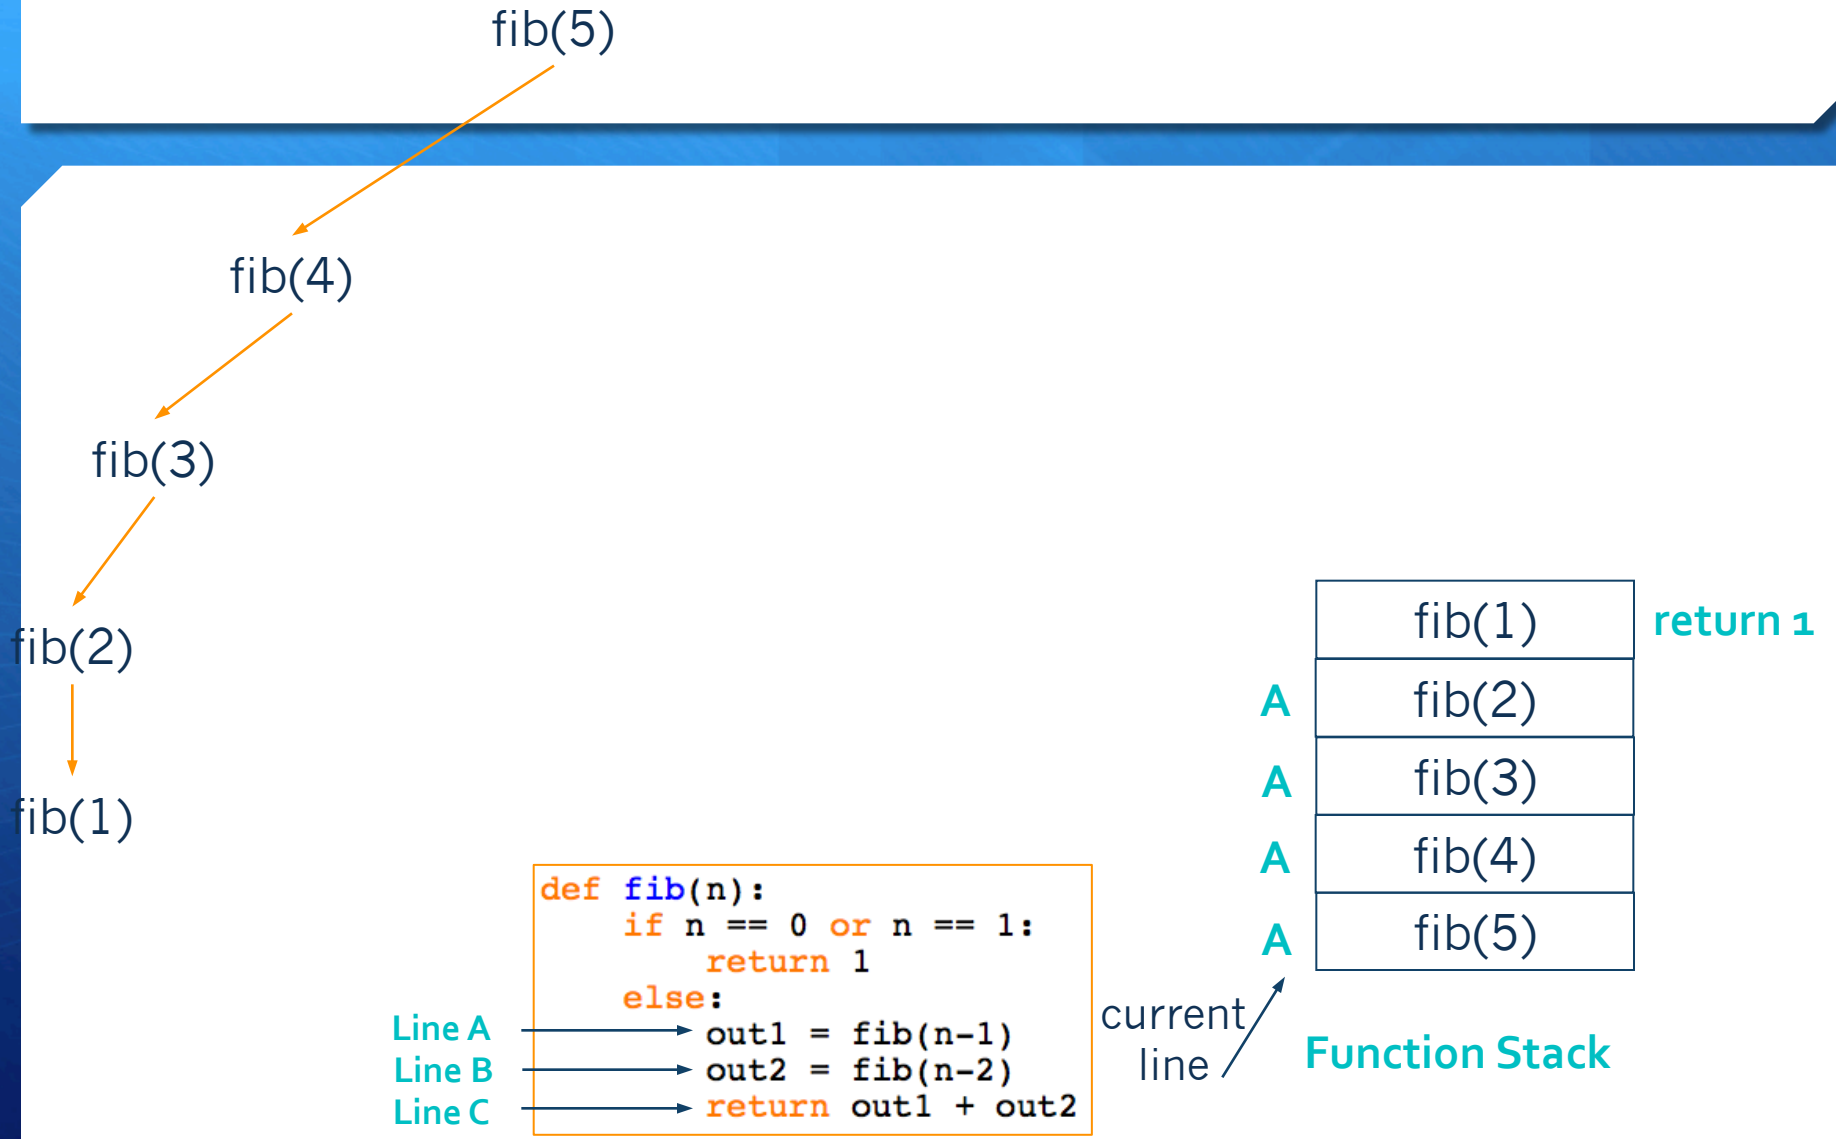 fib(5)
fib(4)
fib(3)
fib(2)
fib(1)
def fib(n):
if n == 0 or n == 1:
return 1
else:
Line A out1 = fib(n-1)
Line B out2 = fib(n-2)
Line C return out1 + out2
fib(1) return 1
A fib(2)
A fib(3)
A fib(4)
A fib(5)
current
line
Function Stack